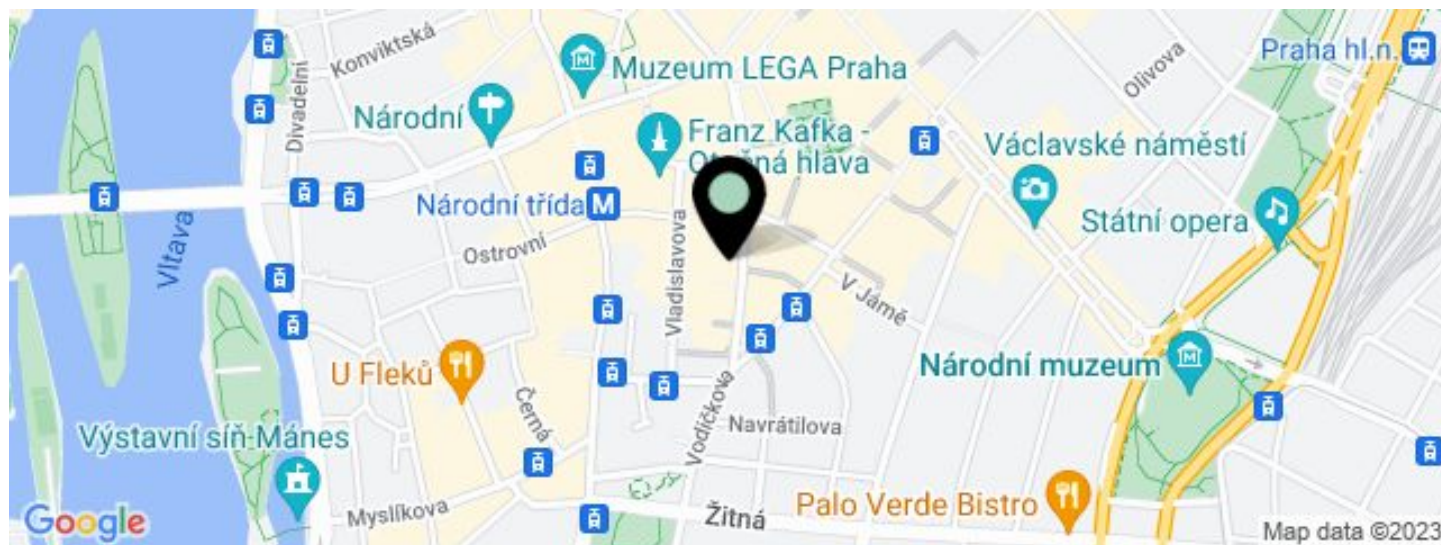 Konviktská
Divadelní
Národní
Muzeum LEGA Praha
Franz Kafka -
hlava
Olivova
Praha hl.n.
Václavské náměstí
Státní opera
Národní třída M
Ostrovní
Vltava
Vladislavova
V Jámě
U Fleků
Černá
Vodičkova
Navrátilova
Národní muzeum
Výstavní síň-Mánes
Myslíkova
Žitná
Palo Verde Bistro
Google
Map data ©2023